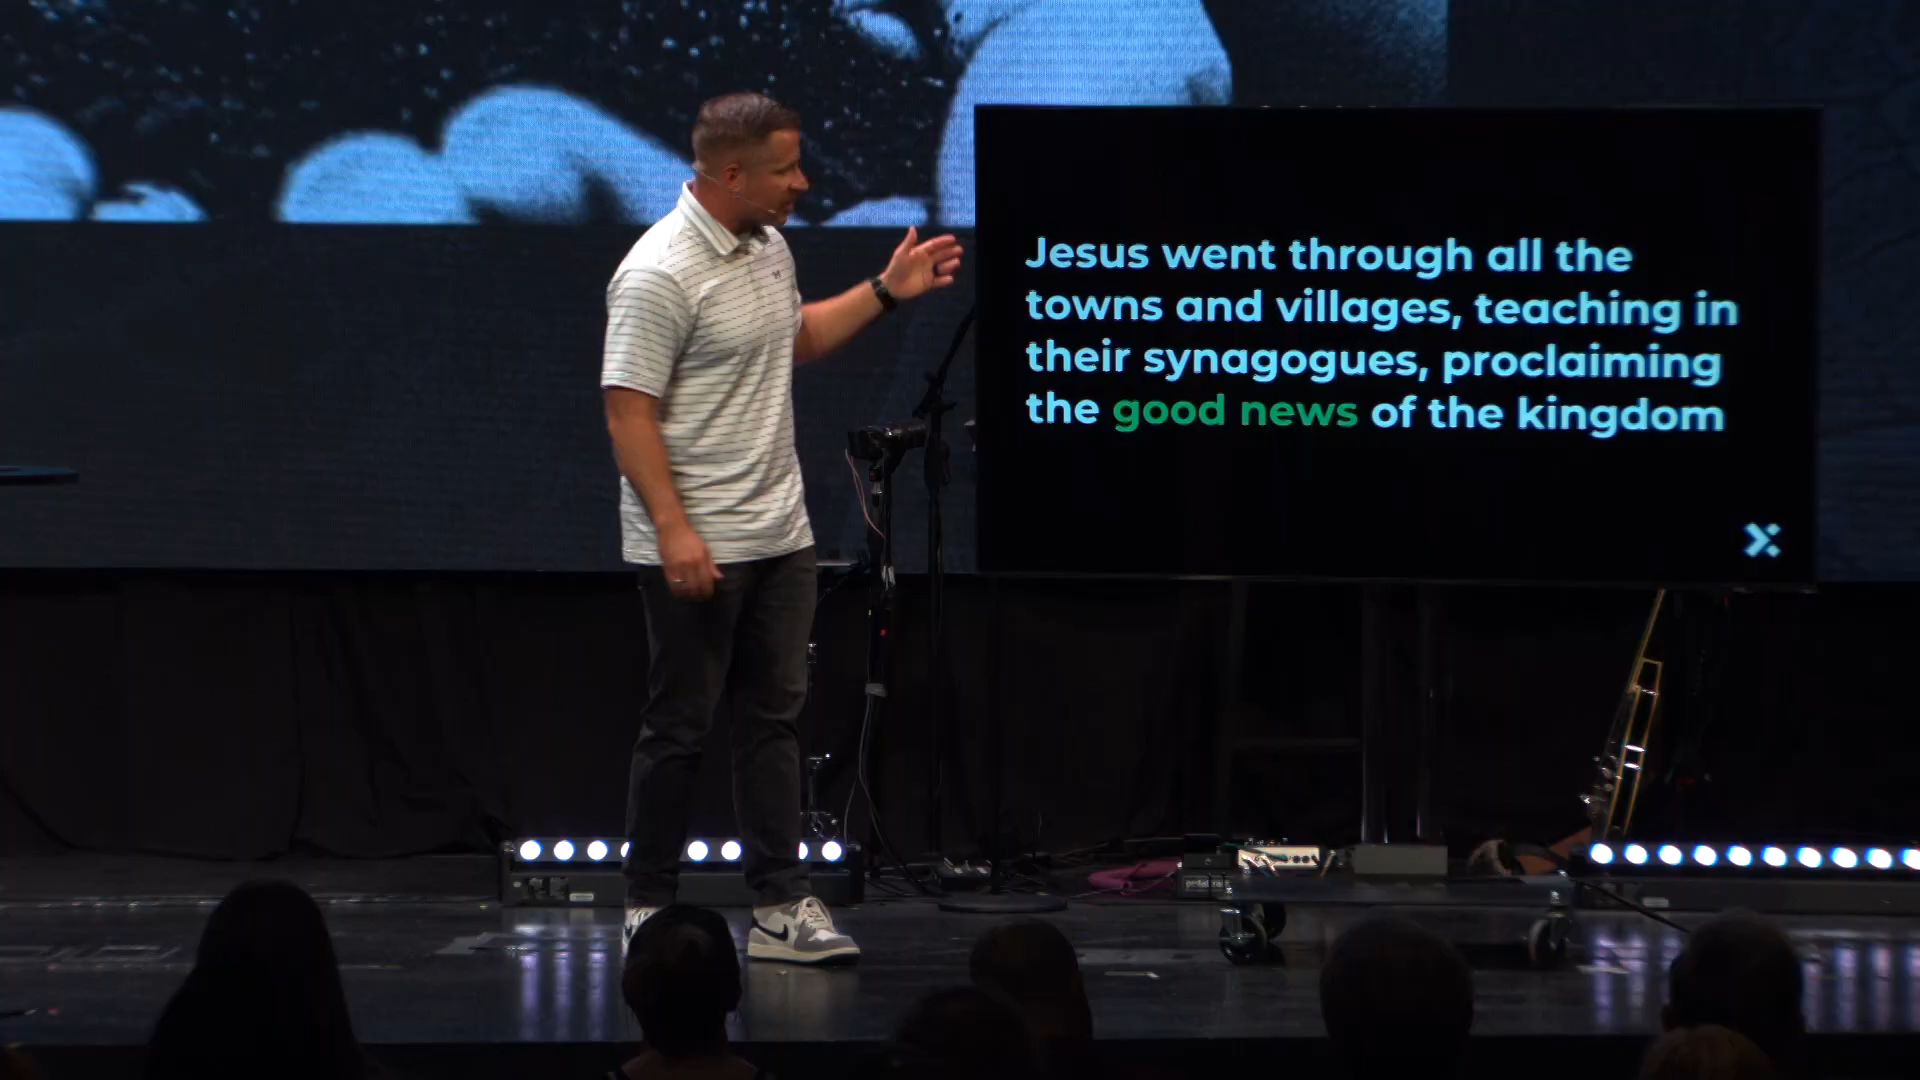 Jesus went through all the
towns and villages, teaching in
their synagogues, proclaiming
the good news of the kingdom